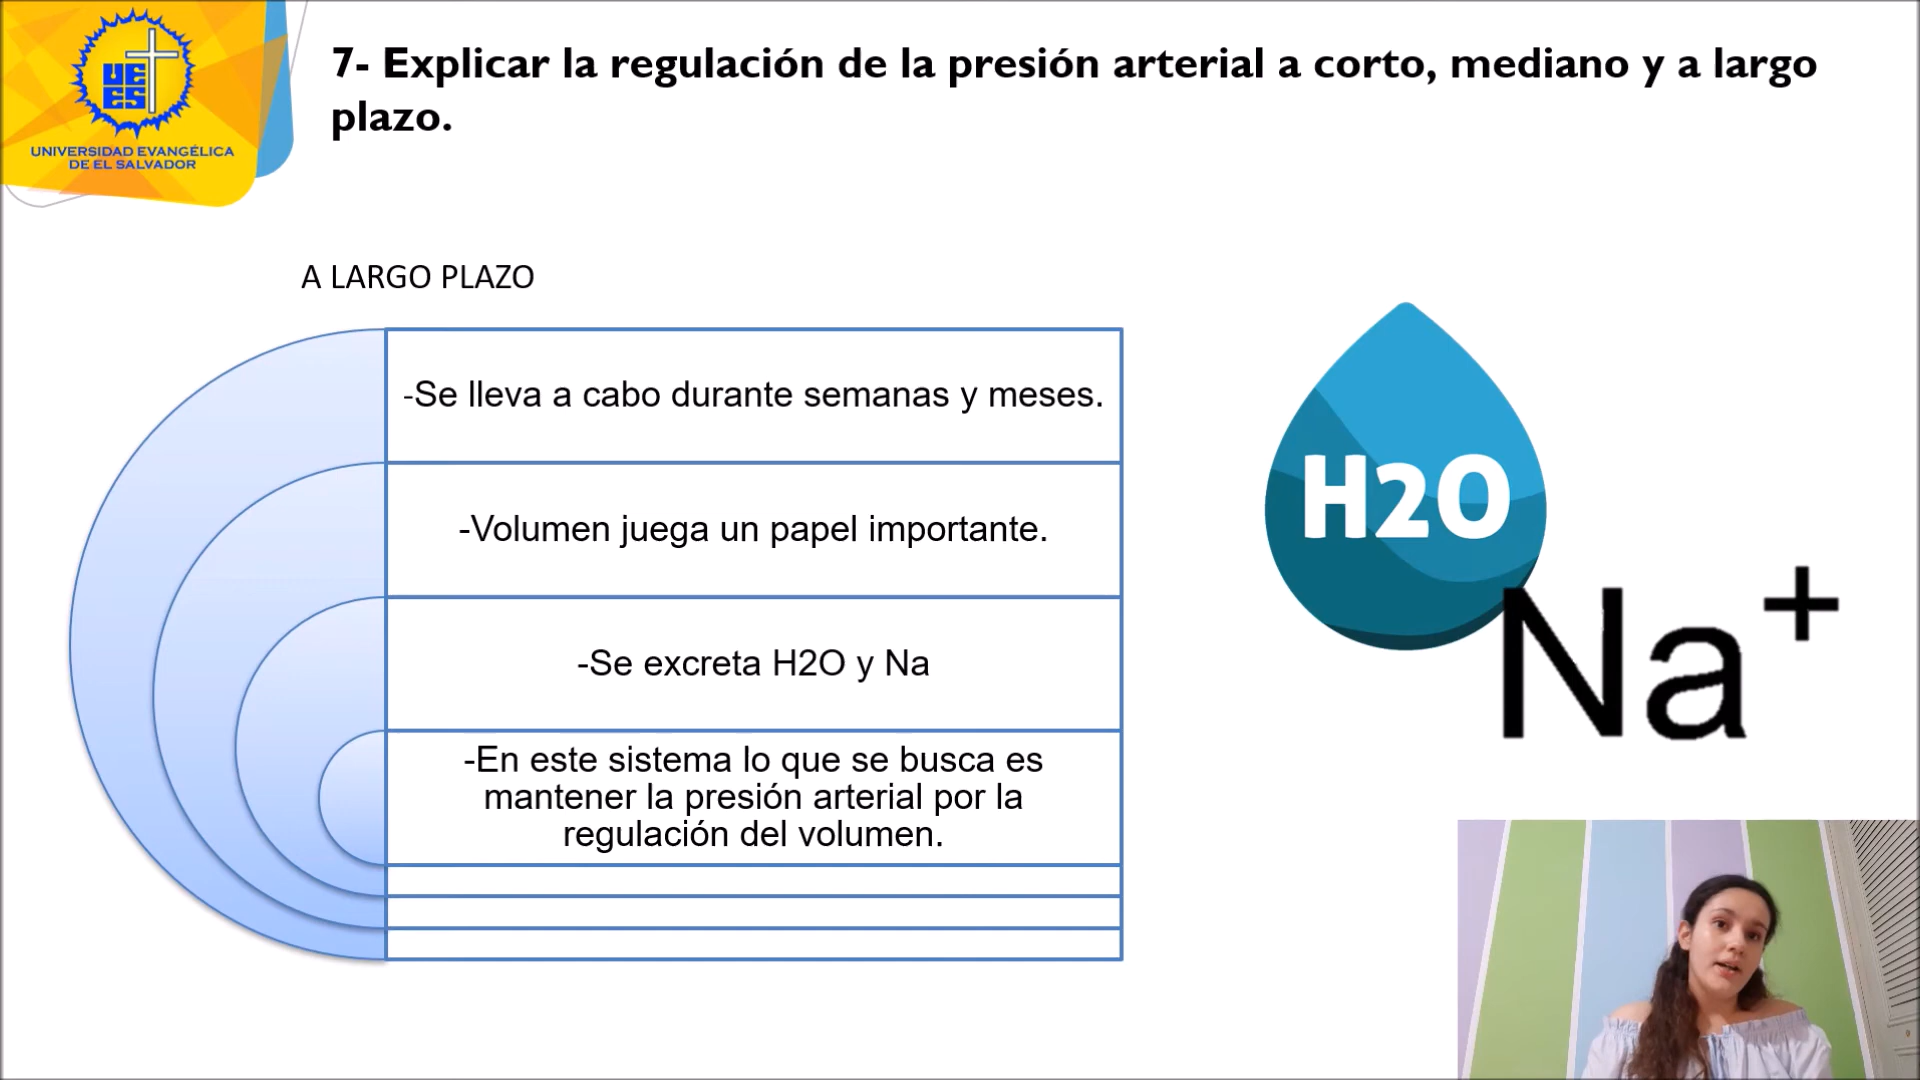 UE
ES
UNIVERSIDAD EVANGÉLICA
DE EL SALVADOR
7- Explicar la regulación de la presión arterial a corto, mediano y a largo
plazo.
A LARGO PLAZO
-Se lleva a cabo durante semanas y meses.
-Volumen juega un papel importante.
-Se excreta H2O y Na
-En este sistema lo que se busca es
mantener la presión arterial por la
regulación del volumen.
H2O
Na+